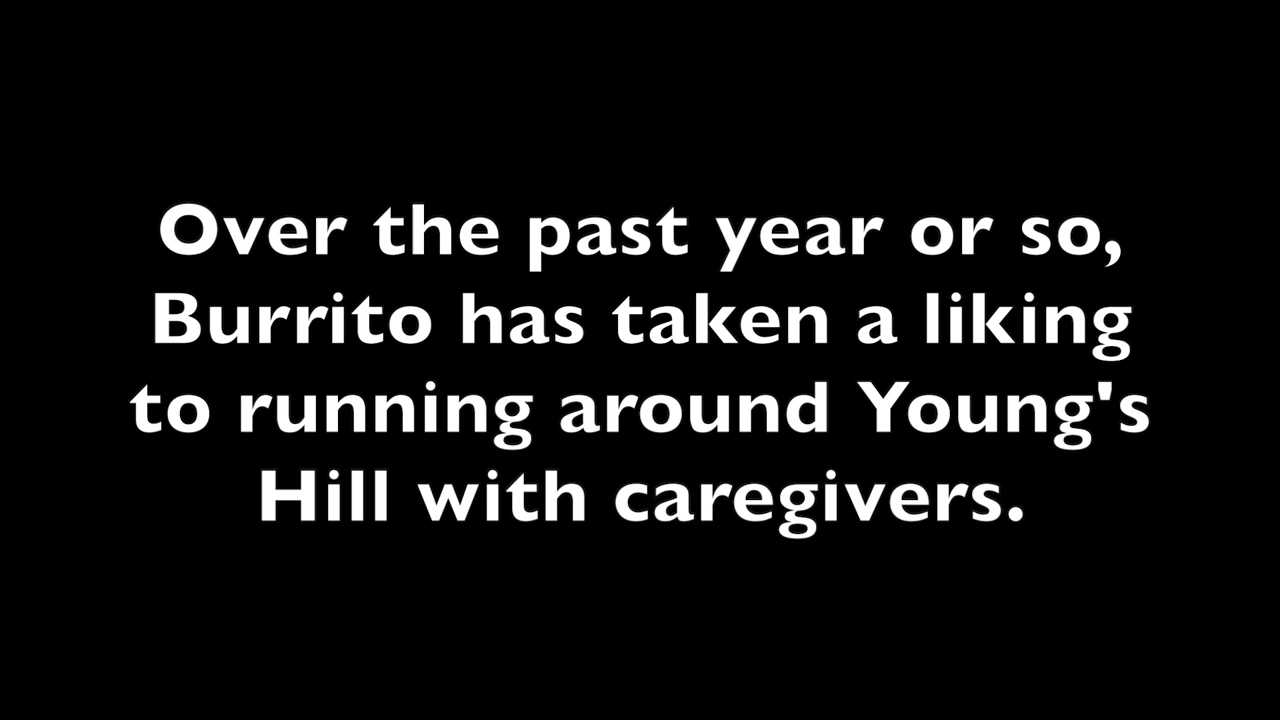 Over the past year or so,
Burrito has taken a liking
to running around Young's
Hill with caregivers.